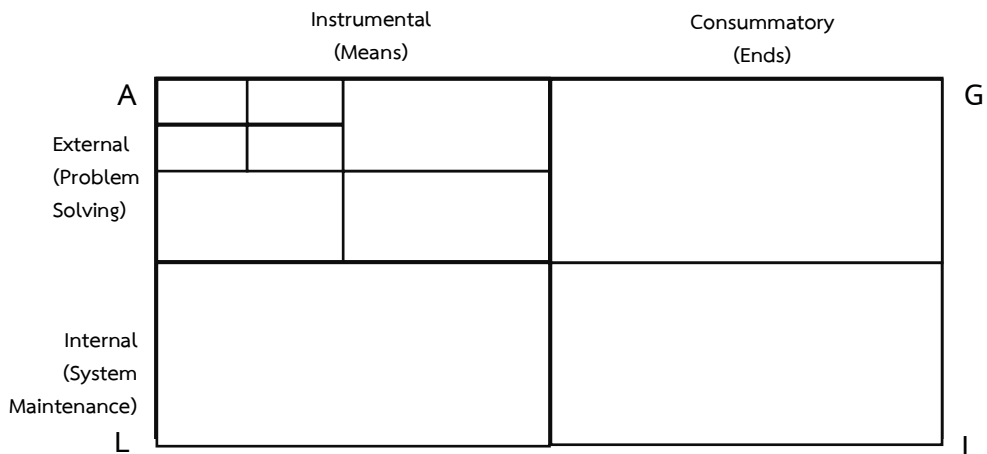 Instrumental
(Means)
Consummatory
(Ends)
A
G
External
(Problem
Solving)
Internal
(System
Maintenance)
L
I